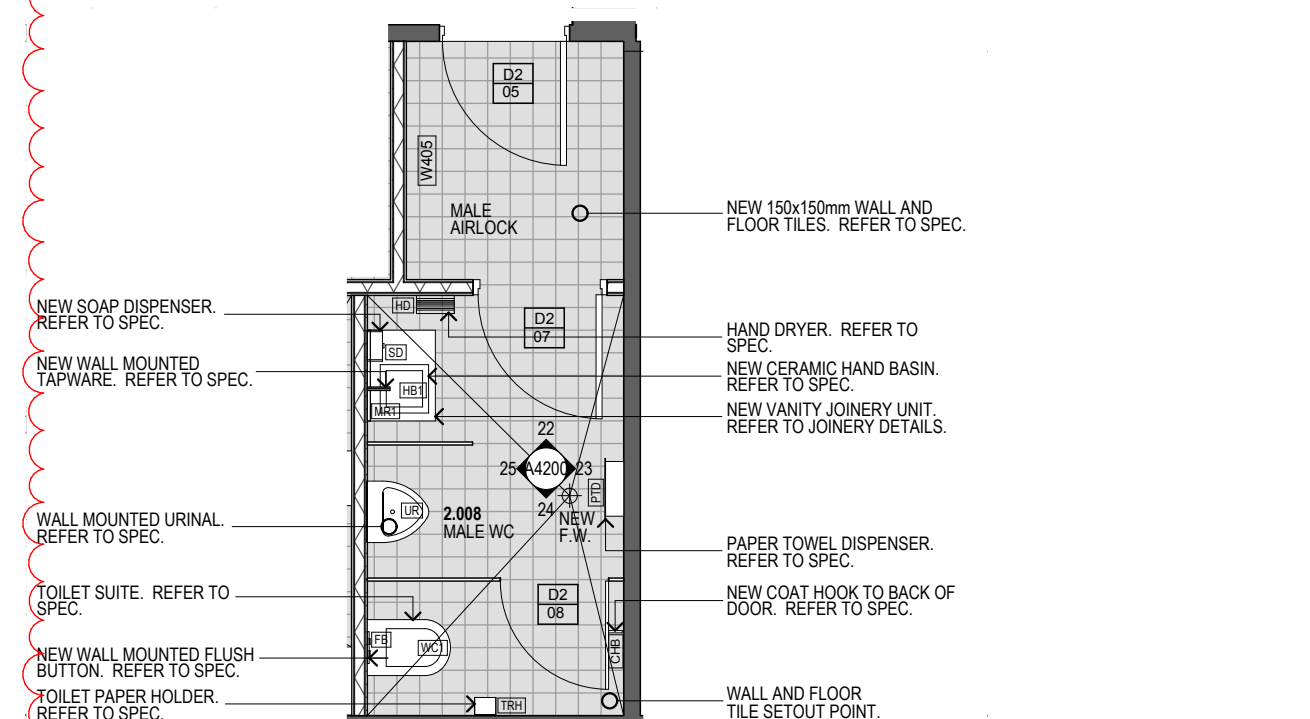 D2
05
W405
MALE
AIRLOCK
NEW 150x150mm WALL AND
FLOOR TILES. REFER TO SPEC.
NEW SOAP DISPENSER.
REFER TO SPEC.
HD
D2
07
HAND DRYER. REFER TO
SPEC.
SD
NEW WALL MOUNTED
TAPWARE. REFER TO SPEC.
HB1
NEW CERAMIC HAND BASIN.
REFER TO SPEC.
MR1
NEW VANITY JOINERY UNIT.
REFER TO JOINERY DETAILS.
22
25 A4200 23
24
PTD
UR
2.008
MALE WC
NEW
F.W.
WALL MOUNTED URINAL.
REFER TO SPEC.
PAPER TOWEL DISPENSER.
REFER TO SPEC.
TOILET SUITE. REFER TO
SPEC.
D2
08
NEW COAT HOOK TO BACK OF
DOOR. REFER TO SPEC.
FB
WC1
CHB
NEW WALL MOUNTED FLUSH
BUTTON. REFER TO SPEC.
TOILET PAPER HOLDER.
REFER TO SPEC.
TRH
WALL AND FLOOR
TILE SETOUT POINT.